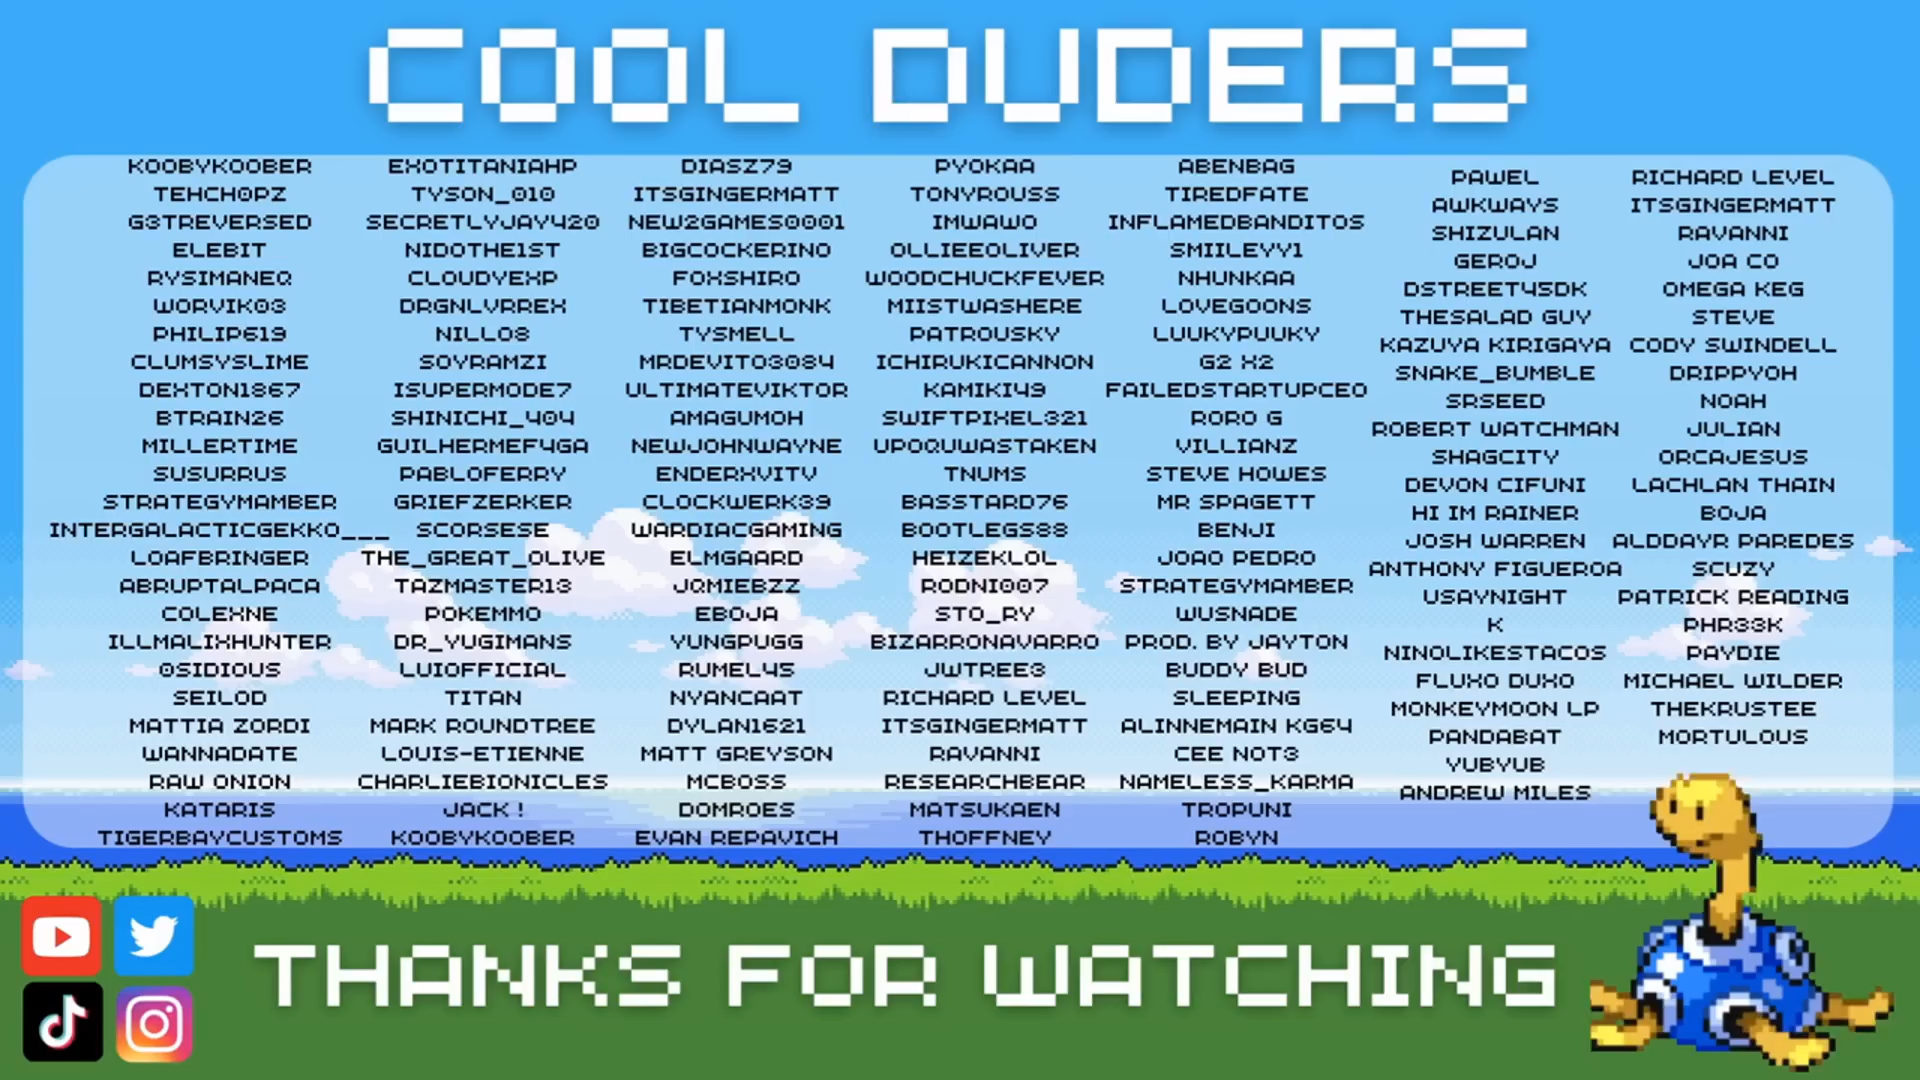 COOL DUDERS
KOOBYKOOBER
TEHCH0PZ
G3TREVERSED
ELEBIT
RYSIMANEQ
WORVIK03
PHILIP619
CLUMSYSLIME
DEXTON1867
BTRAIN26
MILLERTIME
SUSURRUS
STRATEGYMAMBER
INTERGALACTICGEKKO___
LOAFBRINGER
ABRUPTALPACA
COLEXNE
ILLMALIXHUNTER
0SIDIOUS
SEILOD
MATTIA ZORDI
WANNADATE
RAW ONION
KATARIS
TIGERBAYCUSTOMS
EXOTITANIAHP
TYSON_010
SECRETLYJAY420
NIDOTHE1ST
CLOUDYEXP
DRGNLVRREX
NILLO8
SOYRAMZI
ISUPERMODE7
SHINICHI_404
GUILHERMEF4GA
PABLOFERRY
GRIEFZERKER
SCORSESE
THE_GREAT_OLIVE
TAZMASTER13
POKEMMO
DR_YUGIMANS
LUIOFFICIAL
TITAN
MARK ROUNDTREE
LOUIS-ETIENNE
CHARLIEBIONICLES
JACK !
KOOBYKOOBER
DIASZ79
ITSGINGERMATT
NEW2GAMES0001
BIGCOCKERINO
FOXSHIRO
TIBETIANMONK
TYSMELL
MRDEVITO3084
ULTIMATEVIKTOR
AMAGUMOH
NEWJOHNWAYNE
ENDERXVITV
CLOCKWERK39
WARDIACGAMING
ELMGAARD
JQMIEBZZ
EBOJA
YUNGPUGG
RUMEL45
NYANCAAT
DYLAN1621
MATT GREYSON
MCBOSS
DOMROES
EVAN REPAVICH
PYOKAA
TONYROUSS
IMWAWO
OLLIEEOLIVER
WOODCHUCKFEVER
MIISTWASHERE
PATROUSKY
ICHIRUKICANNON
KAMIKI49
SWIFTPIXEL321
UPOQUWASTAKEN
TNUMS
BASSTARD76
BOOTLEGS88
HEIZEKLOL
RODNI007
STO_RY
BIZARRONAVARRO
JWTREE3
RICHARD LEVEL
ITSGINGERMATT
RAVANNI
RESEARCHBEAR
MATSUKAEN
THOFFNEY
ABENBAG
TIREDFATE
INFLAMEDBANDITOS
SMIILEYY1
NHUNKAA
LOVEGOONS
LUUKYPUUKY
G2 X2
FAILEDSTARTUPCEO
RORO G
VILLIANZ
STEVE HOWES
MR SPAGETT
BENJI
JOAO PEDRO
STRATEGYMAMBER
WUSNADE
PROD. BY JAYTON
BUDDY BUD
SLEEPING
ALINNEMAIN KG64
CEE NOT3
NAMELESS_KARMA
TROPUNI
ROBYN
PAWEL
AWKWAYS
SHIZULAN
GEROJ
DSTREET45DK
THESALAD GUY
KAZUYA KIRIGAYA
SNAKE_BUMBLE
SRSEED
ROBERT WATCHMAN
SHAGCITY
DEVON CIFUNI
HI IM RAINER
JOSH WARREN
ANTHONY FIGUEROA
USAYNIGHT
K
NINOLIKESTACOS
FLUXO DUXO
MONKEYMOON LP
PANDABAT
YUBYUB
ANDREW MILES
RICHARD LEVEL
ITSGINGERMATT
RAVANNI
JOA CO
OMEGA KEG
STEVE
CODY SWINDELL
DRIPPYOH
NOAH
JULIAN
ORCAJESUS
LACHLAN THAIN
BOJA
ALDDAYR PAREDES
SCUZY
PATRICK READING
PHR33K
PAYDIE
MICHAEL WILDER
THEKRUSTEE
MORTULOUS
THANKS FOR WATCHING